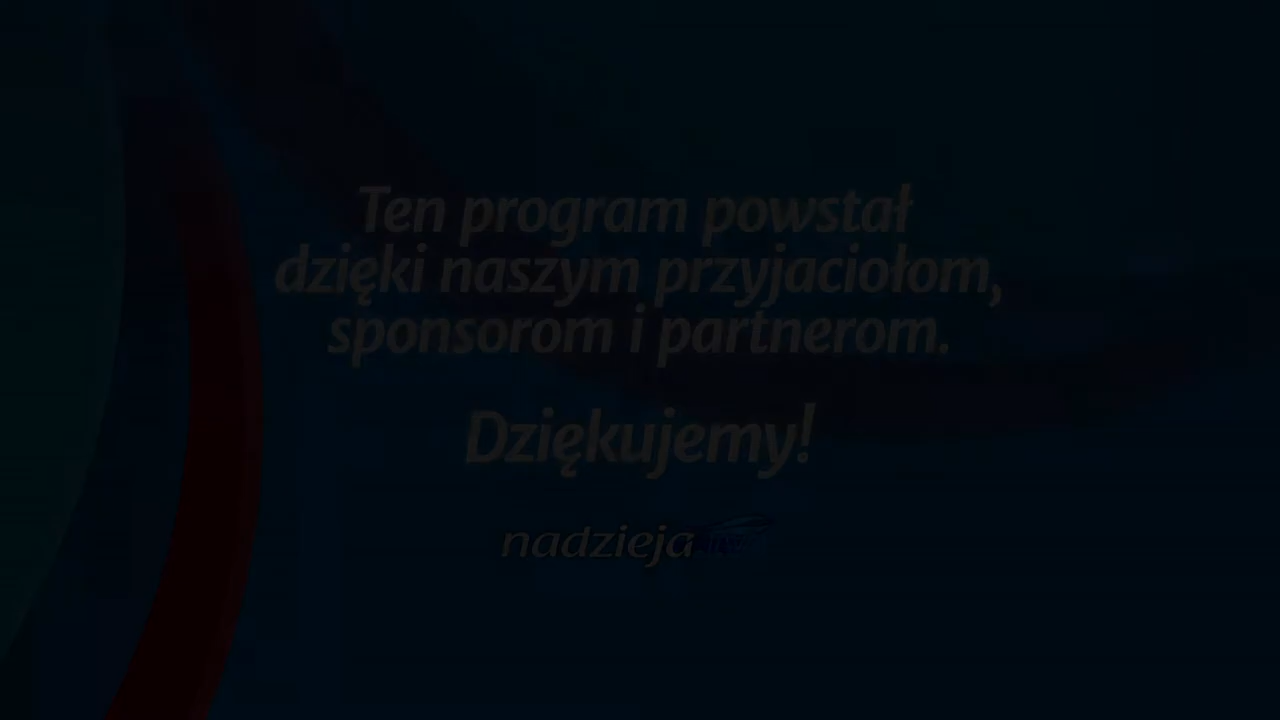 Ten program powstał
dzięki naszym przyjaciołom,
sponsorom i partnerom.
Dziękujemy!
nadzieja